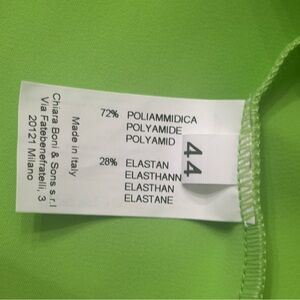 72% POLIAMMIDICA
POLYAMIDE
POLYAMID
28% ELASTAN
ELASTHANN
ELASTHAN
ELASTANE
44
Made in Italy
Chiara Boni & Sons s.r.l
Via Fatebenefratelli, 3
20121 Milano